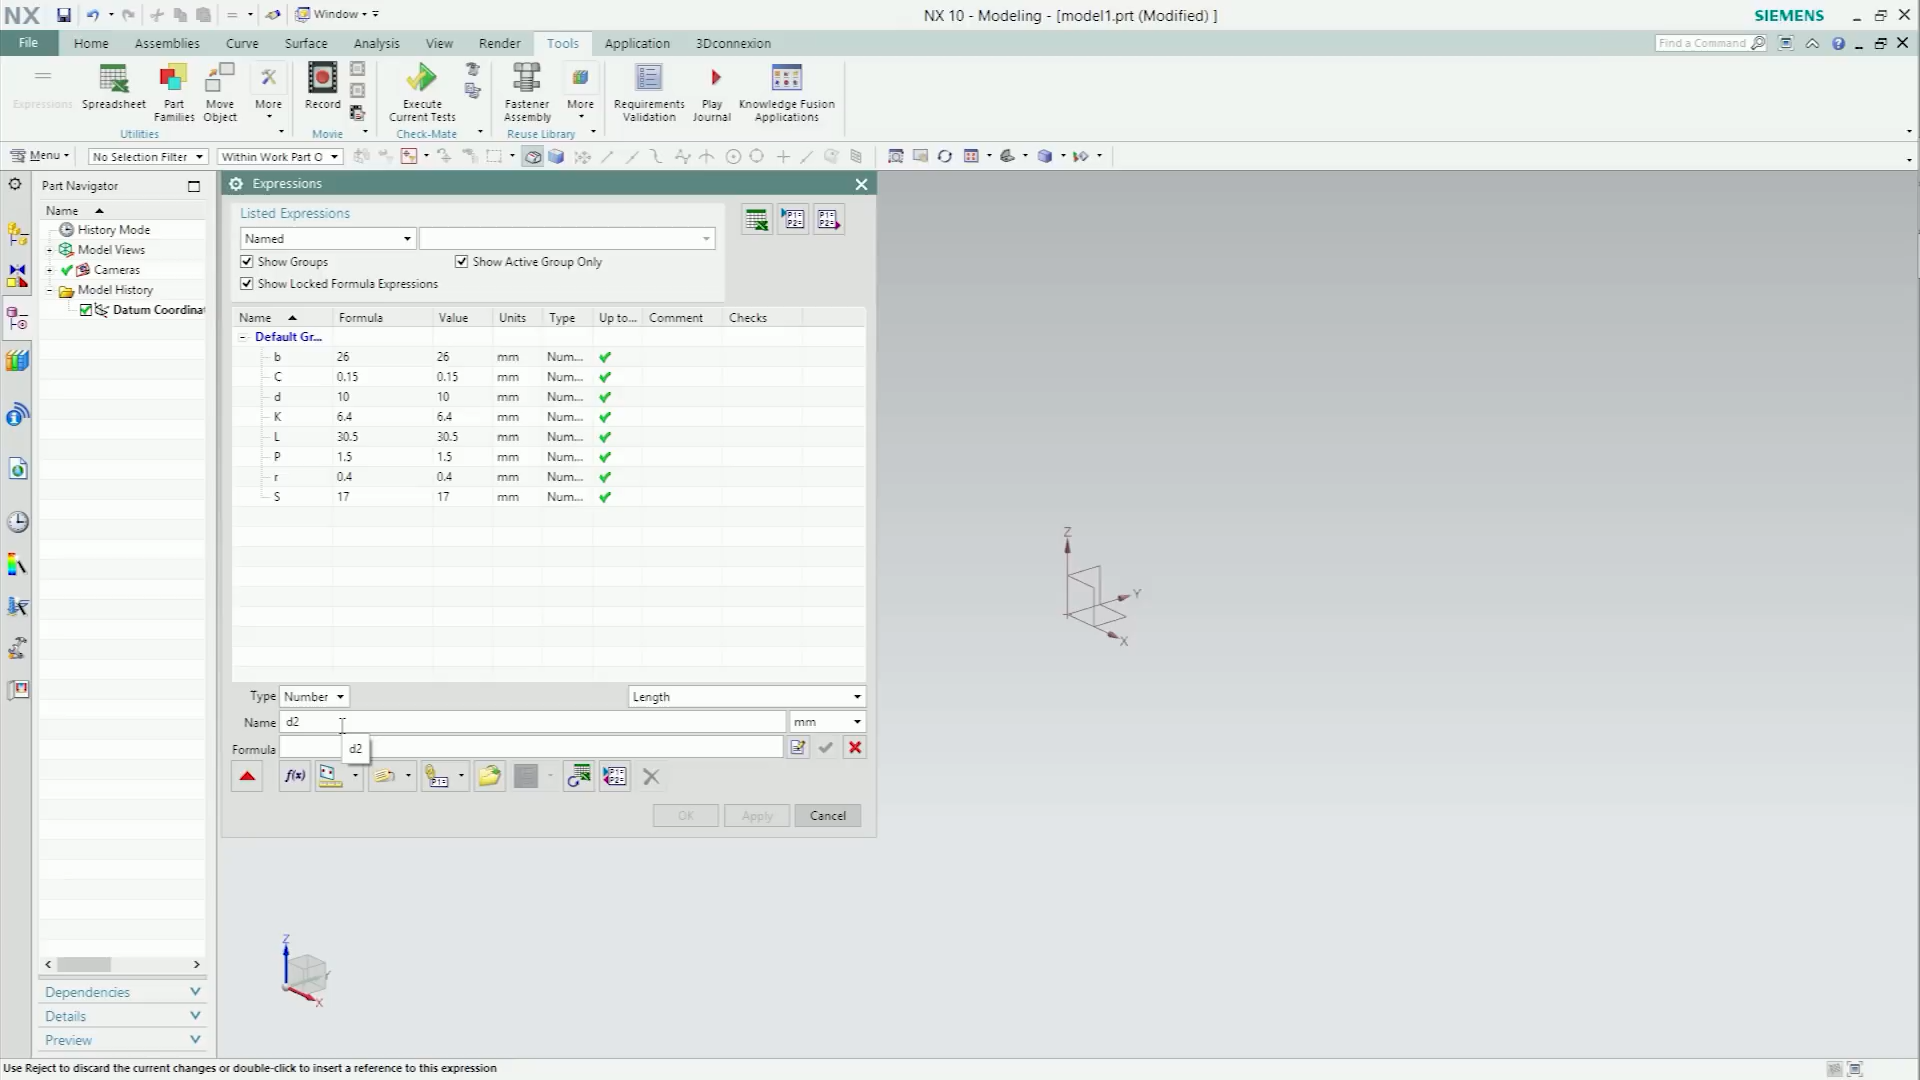 NX
Window
NX 10 - Modeling - [model1.prt (Modified) ]
SIEMENS
File
Home
Assemblies
Curve
Surface
Analysis
View
Render
Tools
Application
3Dconnexion
Find a Command
Expressions
Spreadsheet
Part Families
Move Object
More
Record
Execute Current Tests
Fastener Assembly
More
Requirements Validation
Play Journal
Knowledge Fusion Applications
Utilities
Movie
Check-Mate
Reuse Library
Menu
No Selection Filter
Within Work Part O
Part Navigator
Name
History Mode
Model Views
Cameras
Model History
Datum Coordinat
Expressions
Listed Expressions
Named
Show Groups
Show Active Group Only
Show Locked Formula Expressions
Name Formula Value Units Type Up to... Comment Checks
Default Gr...
b 26 26 mm Num...
C 0.15 0.15 mm Num...
d 10 10 mm Num...
K 6.4 6.4 mm Num...
L 30.5 30.5 mm Num...
P 1.5 1.5 mm Num...
r 0.4 0.4 mm Num...
S 17 17 mm Num...
Type Number Length
Name d2 mm
Formula
d2
f(x)
OK Apply Cancel
Z
Y
X
Z
Y
X
Dependencies
Details
Preview
Use Reject to discard the current changes or double-click to insert a reference to this expression